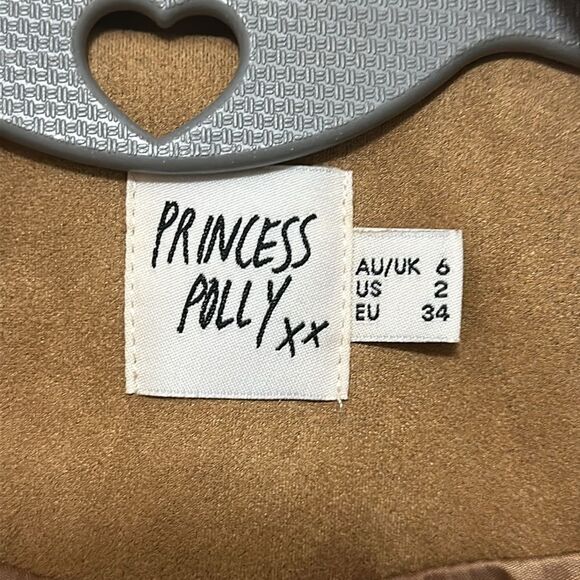 PRINCESS
POLLY xx
AU/UK 6
US 2
EU 34